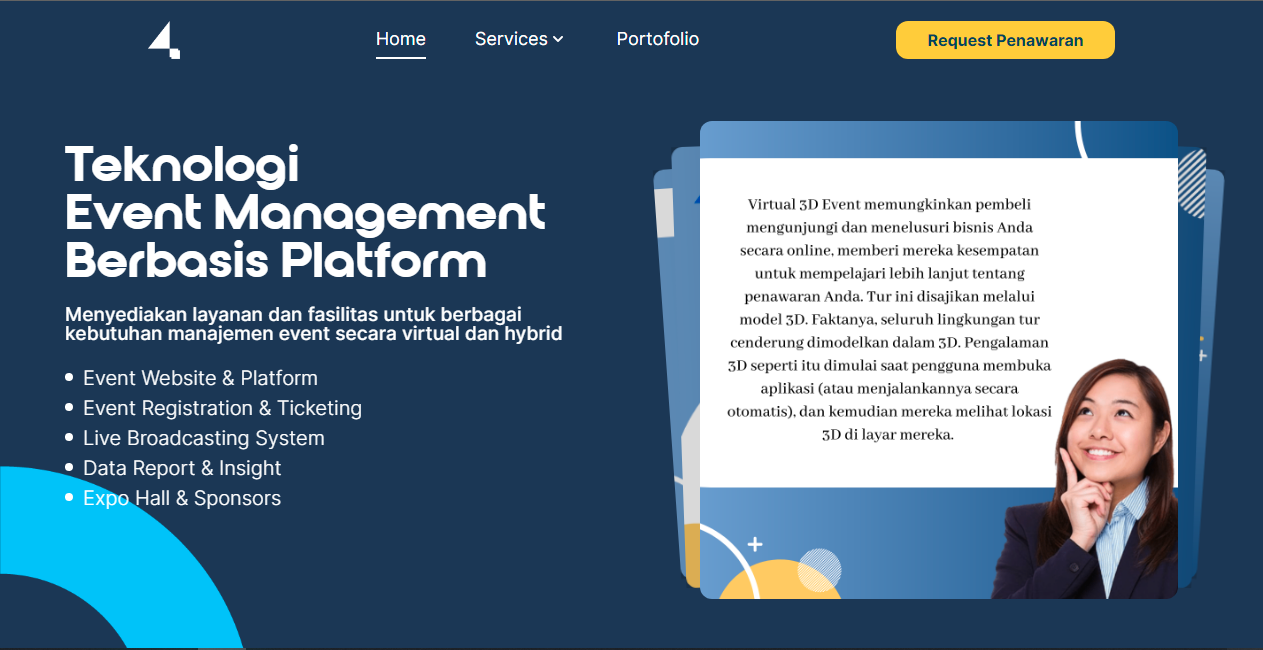 Home
Services
Portofolio
Request Penawaran
Teknologi
Event Management
Berbasis Platform
Menyediakan layanan dan fasilitas untuk berbagai
kebutuhan manajemen event secara virtual dan hybrid
Event Website & Platform
Event Registration & Ticketing
Live Broadcasting System
Data Report & Insight
Expo Hall & Sponsors
Virtual 3D Event memungkinkan pembeli
mengunjungi dan menelusuri bisnis Anda
secara online, memberi mereka kesempatan
untuk mempelajari lebih lanjut tentang
penawaran Anda. Tur ini disajikan melalui
model 3D. Faktanya, seluruh lingkungan tur
cenderung dimodelkan dalam 3D. Pengalaman
3D seperti itu dimulai saat pengguna membuka
aplikasi (atau menjalankannya secara
otomatis), dan kemudian mereka melihat lokasi
3D di layar mereka.